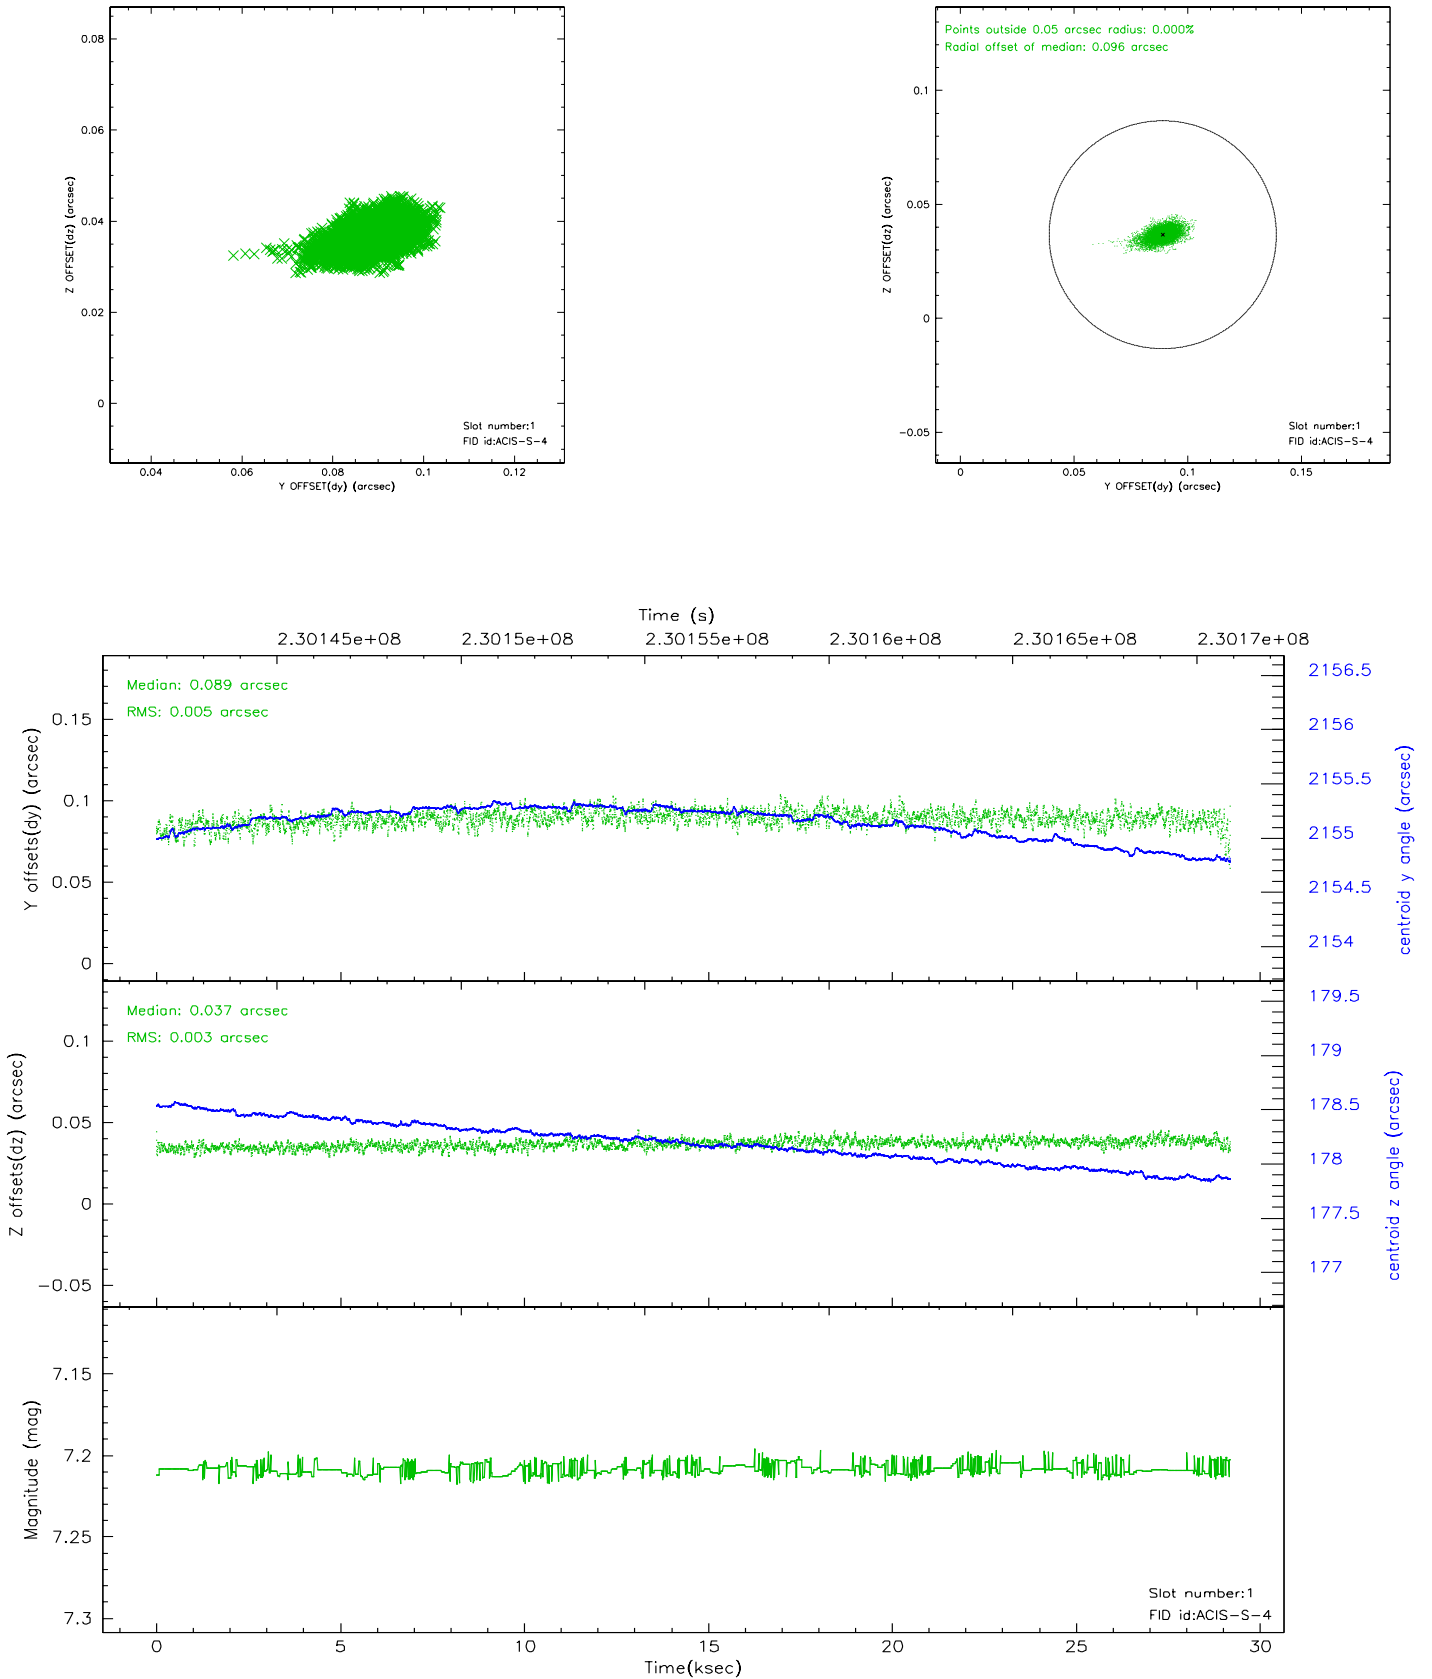 0.08
0.06
0.04
0.02
0
Z OFFSET(dz) (arcsec)
0.04
0.06
0.08
0.1
0.12
Y OFFSET(dy) (arcsec)
Slot number:1
FID id:ACIS-S-4
Points outside 0.05 arcsec radius: 0.000%
Radial offset of median: 0.096 arcsec
0.1
0.05
0
-0.05
Z OFFSET(dz) (arcsec)
0
0.05
0.1
0.15
Y OFFSET(dy) (arcsec)
Slot number:1
FID id:ACIS-S-4
Time (s)
2.30145e+08
2.3015e+08
2.30155e+08
2.3016e+08
2.30165e+08
2.3017e+08
Median: 0.089 arcsec
RMS: 0.005 arcsec
0.15
0.1
0.05
0
Y offsets(dy) (arcsec)
2156.5
2156
2155.5
2155
2154.5
2154
centroid y angle (arcsec)
Median: 0.037 arcsec
RMS: 0.003 arcsec
0.1
0.05
0
-0.05
Z offsets(dz) (arcsec)
179.5
179
178.5
178
177.5
177
centroid z angle (arcsec)
7.15
7.2
7.25
7.3
Magnitude (mag)
Slot number:1
FID id:ACIS-S-4
0
5
10
15
20
25
30
Time(ksec)